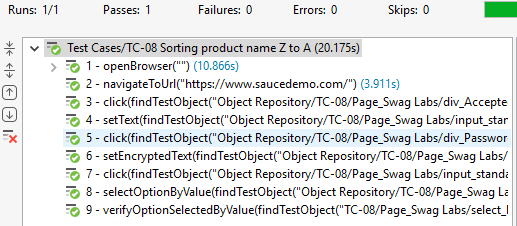 Runs: 1/1 Passes: 1 Failures: 0 Errors: 0 Skips: 0
Test Cases/TC-08 Sorting product name Z to A (20.175s)
1 - openBrowser("") (10.866s)
2 - navigateToUrl("https://www.saucedemo.com/") (3.911s)
3 - click(findTestObject("Object Repository/TC-08/Page_Swag Labs/div_Accepte
4 - setText(findTestObject("Object Repository/TC-08/Page_Swag Labs/input_stand
5 - click(findTestObject("Object Repository/TC-08/Page_Swag Labs/div_Passwor
6 - setEncryptedText(findTestObject("Object Repository/TC-08/Page_Swag Labs/
7 - click(findTestObject("Object Repository/TC-08/Page_Swag Labs/input_standa
8 - selectOptionByValue(findTestObject("Object Repository/TC-08/Page_Swag La
9 - verifyOptionSelectedByValue(findTestObject("TC-08/Page_Swag Labs/select_